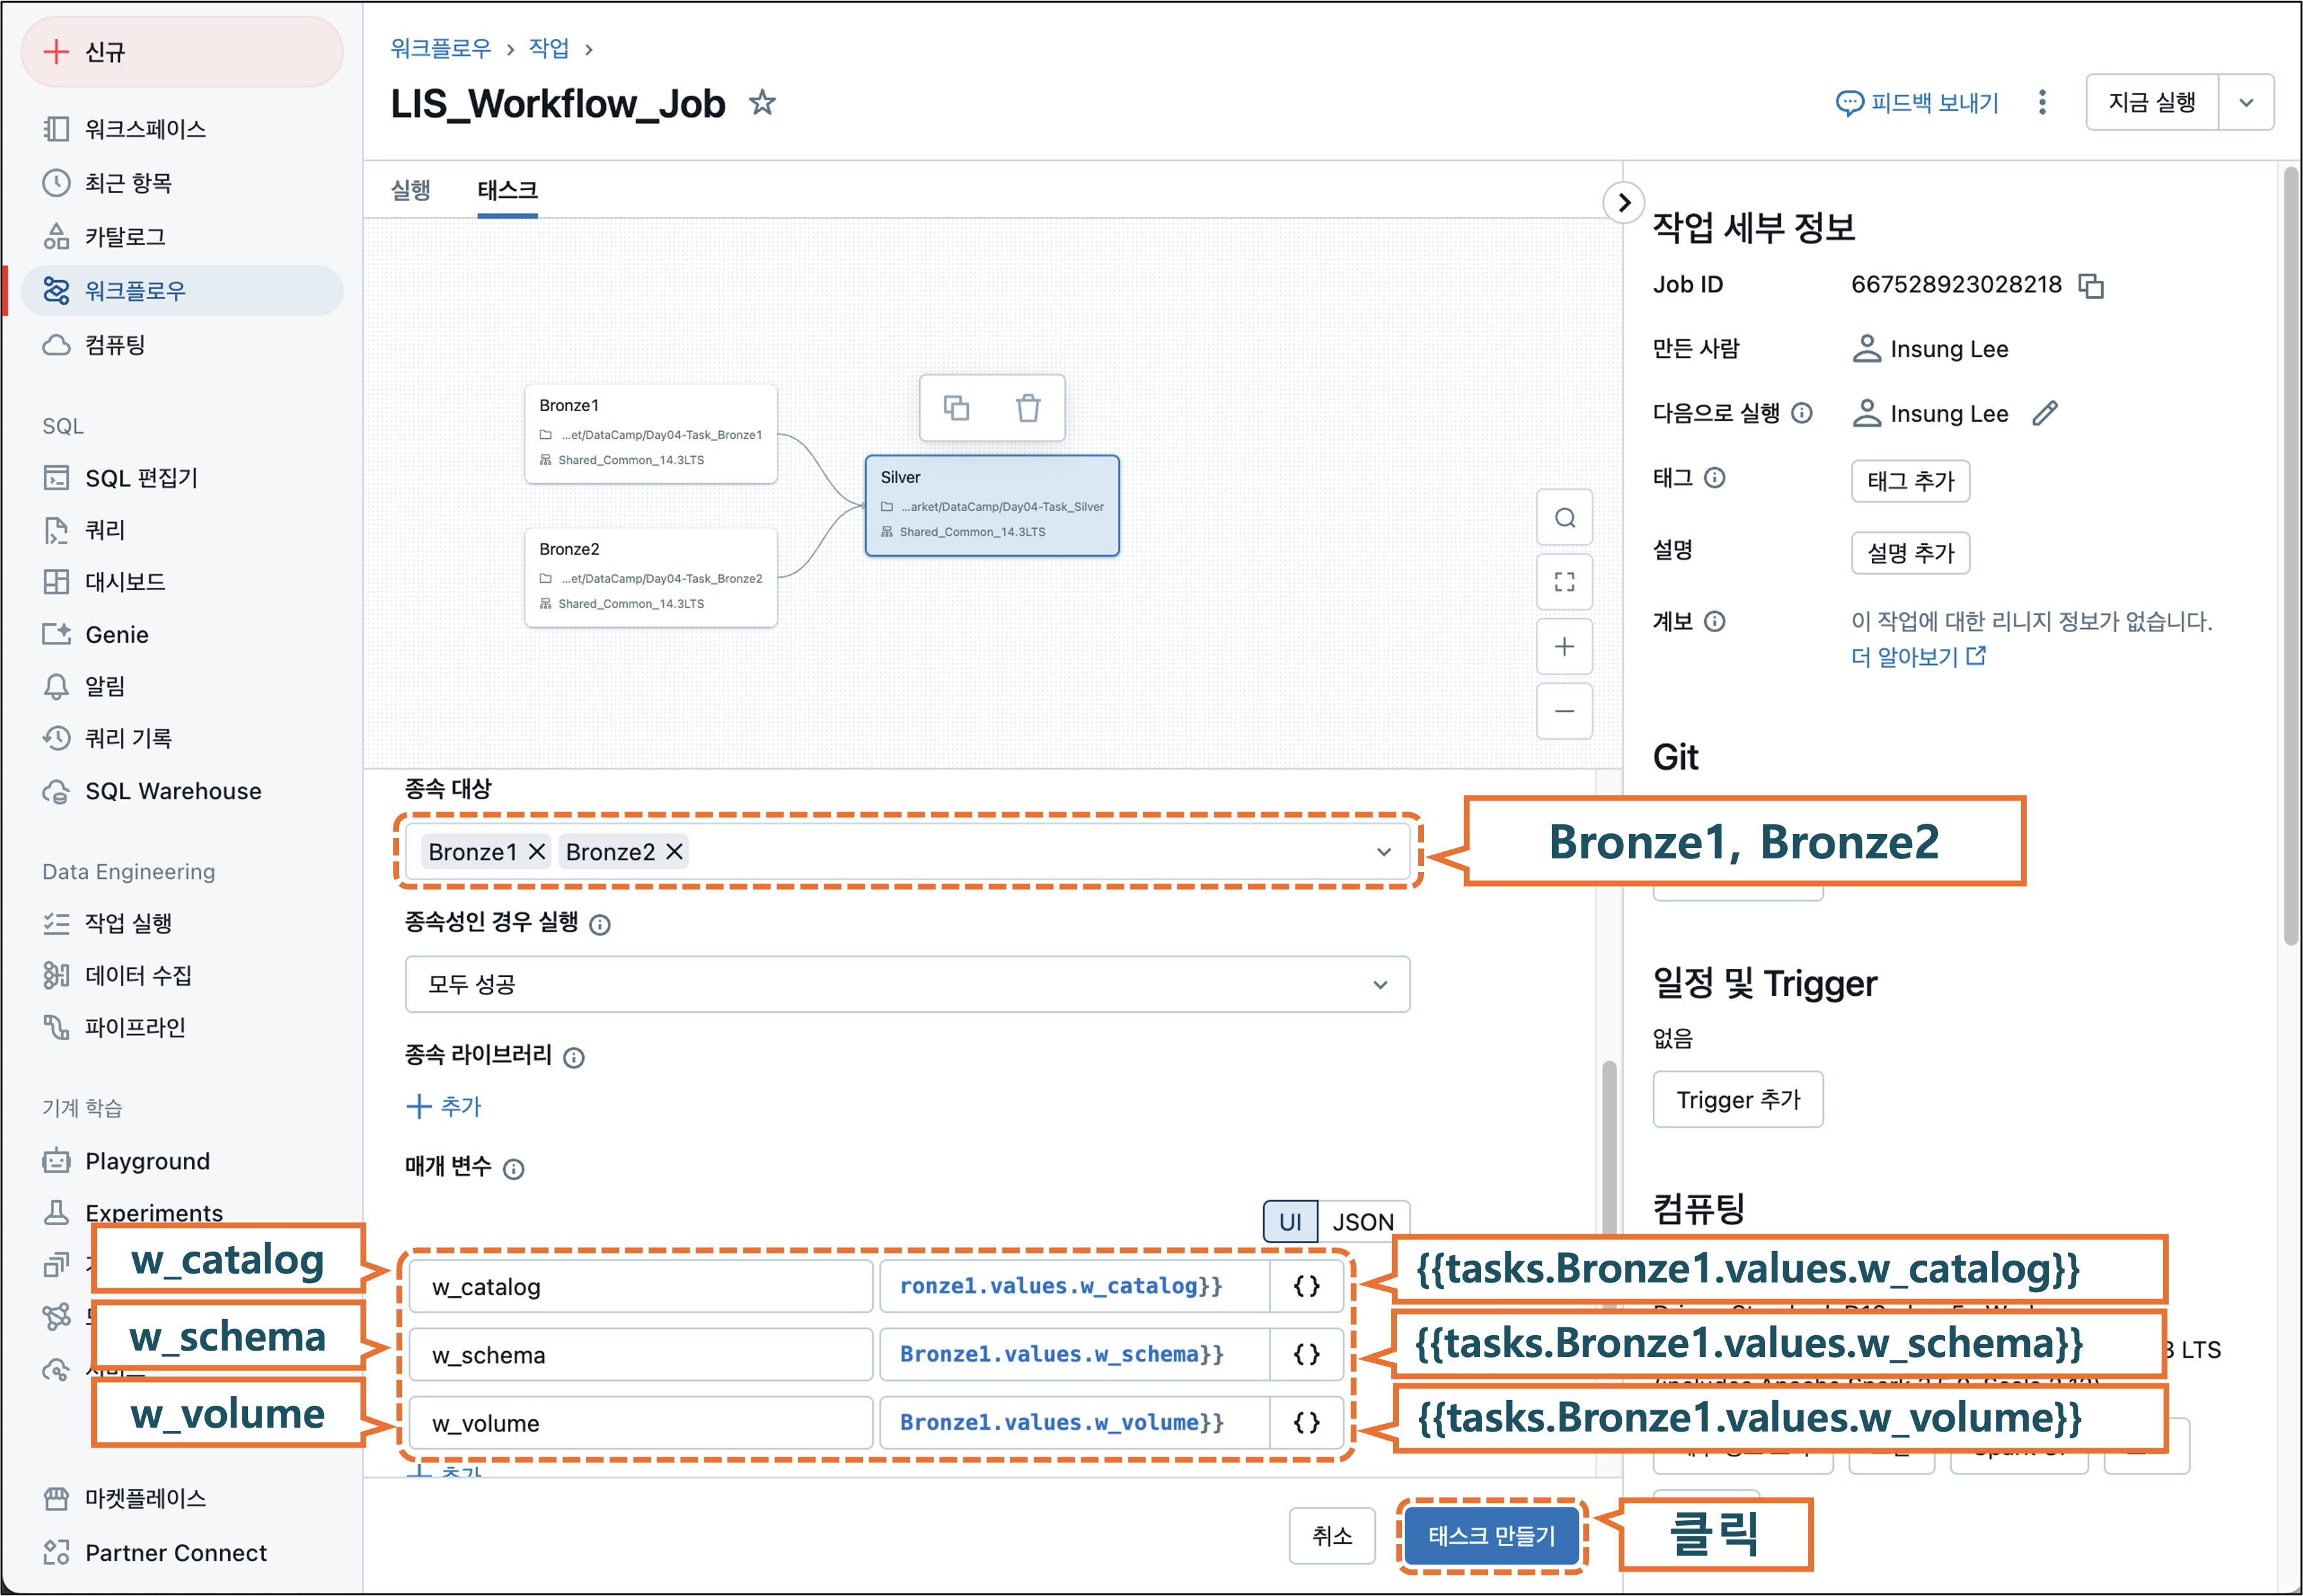 신규
워크스페이스
최근 항목
카탈로그
워크플로우
컴퓨팅
SQL
SQL 편집기
쿼리
대시보드
Genie
알림
쿼리 기록
SQL Warehouse
Data Engineering
작업 실행
데이터 수집
파이프라인
기계 학습
Playground
Experiments
마켓플레이스
Partner Connect
워크플로우 › 작업 ›
LIS_Workflow_Job
피드백 보내기
지금 실행
실행 태스크
Bronze1
...et/DataCamp/Day04-Task_Bronze1
Shared_Common_14.3LTS
Bronze2
...et/DataCamp/Day04-Task_Bronze2
Shared_Common_14.3LTS
Silver
...arket/DataCamp/Day04-Task_Silver
Shared_Common_14.3LTS
종속 대상
Bronze1 Bronze2
Bronze1, Bronze2
종속성인 경우 실행
모두 성공
종속 라이브러리
+ 추가
매개 변수
UI JSON
w_catalog
w_catalog
ronze1.values.w_catalog}}
{}
{{tasks.Bronze1.values.w_catalog}}
w_schema
w_schema
Bronze1.values.w_schema}}
{}
{{tasks.Bronze1.values.w_schema}}
w_volume
w_volume
Bronze1.values.w_volume}}
{}
{{tasks.Bronze1.values.w_volume}}
+ 추가
취소
태스크 만들기
클릭
작업 세부 정보
Job ID 667528923028218
만든 사람 Insung Lee
다음으로 실행 Insung Lee
태그 태그 추가
설명 설명 추가
계보 이 작업에 대한 리니지 정보가 없습니다.
더 알아보기
Git
일정 및 Trigger
없음
Trigger 추가
컴퓨팅
LTS